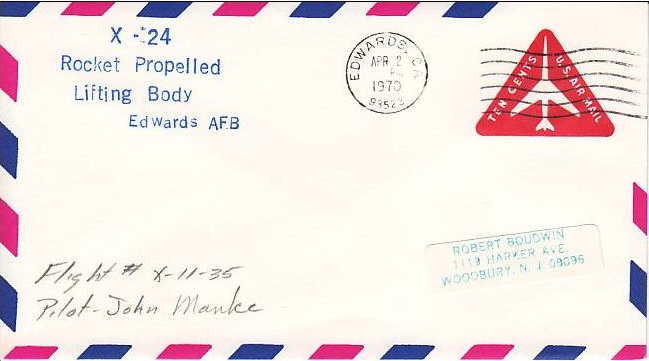 X -24
Rocket Propelled
Lifting Body
Edwards AFB
EDWARDS, CA
APR 2
1970
93523
TEN CENTS
U.S. AIR MAIL
ROBERT BOUDWIN
1119 HARKER AVE.
WOODBURY, N. J 08096
Flight # X-11-35
Pilot-John Manke